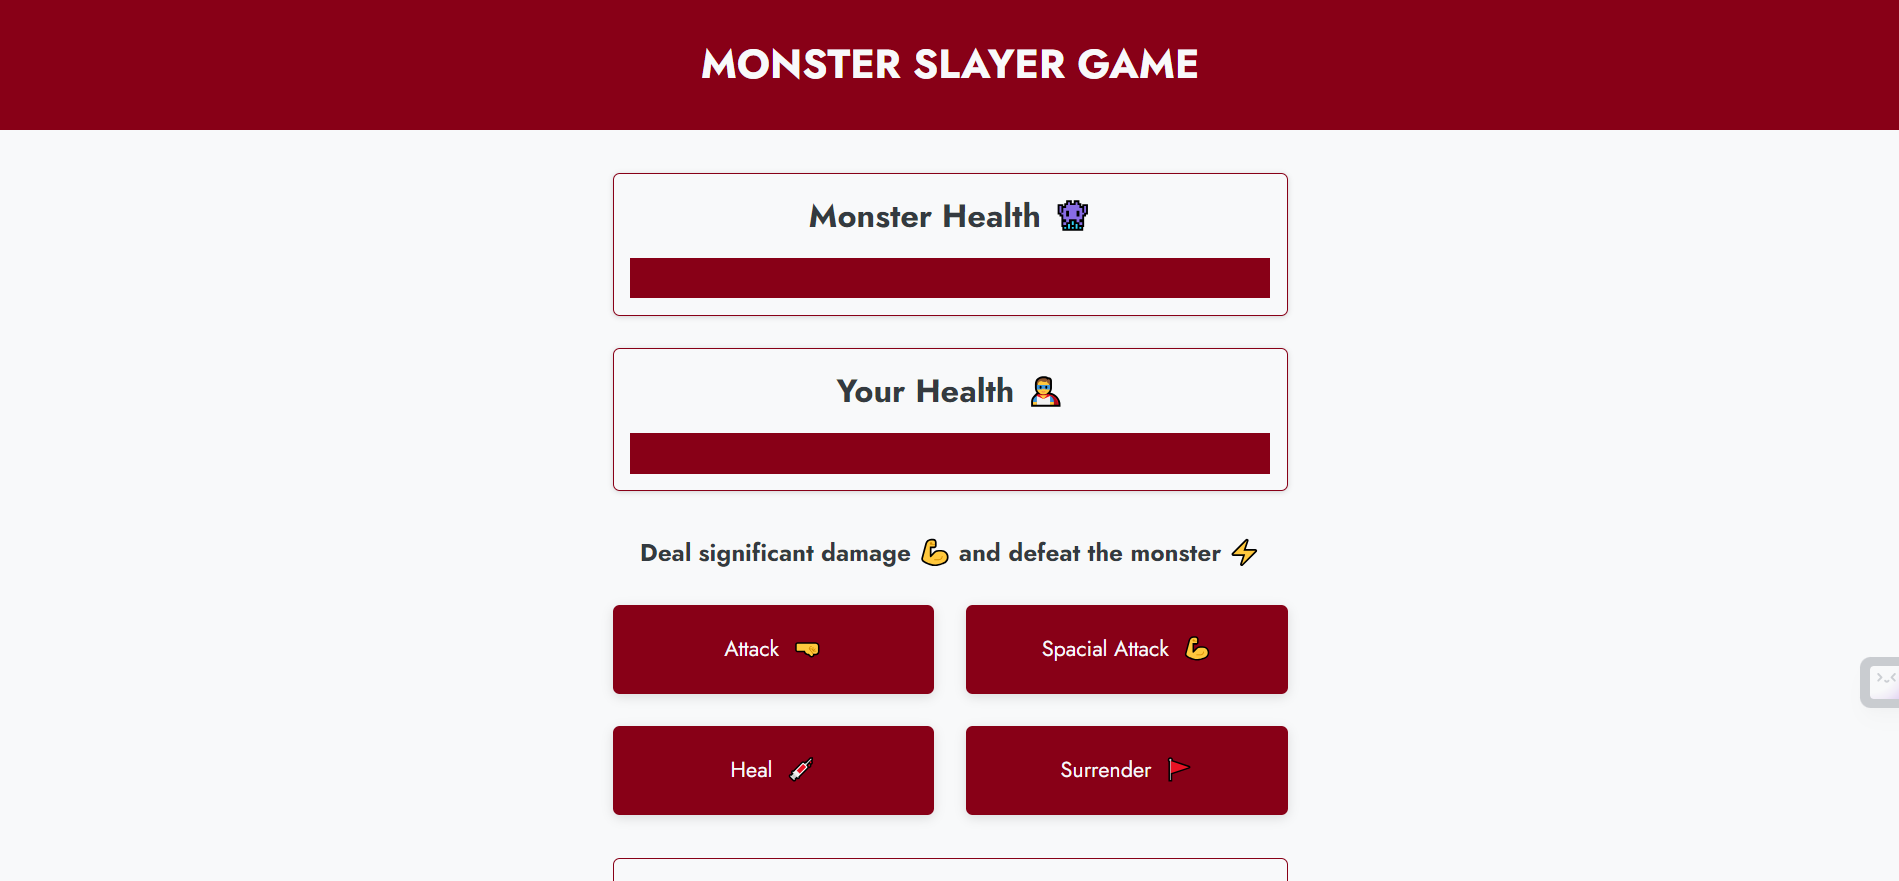 MONSTER SLAYER GAME
Monster Health 👾
Your Health 🦸‍♂️
Deal significant damage 💪 and defeat the monster ⚡
Attack 🤜
Spacial Attack 💪
Heal 💉
Surrender 🚩